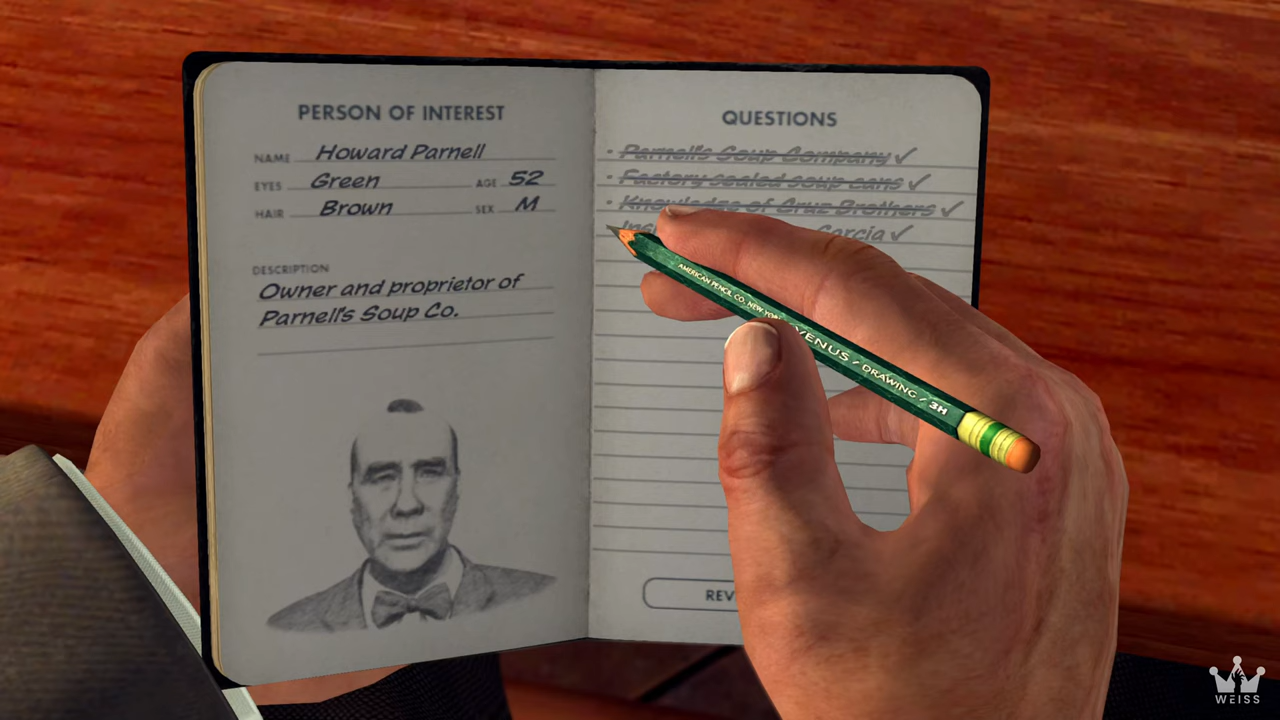 PERSON OF INTEREST
NAME Howard Parnell
EYES Green AGE 52
HAIR Brown SEX M
DESCRIPTION
Owner and proprietor of
Parnell's Soup Co.
QUESTIONS
• Parnell's Soup Company ✓
• Factory sealed soup cans ✓
• Knowledge of Cruz Brothers ✓
Garcia ✓
AMERICAN PENCIL CO. NEW YORK VENUS / DRAWING / 3H
WEISS